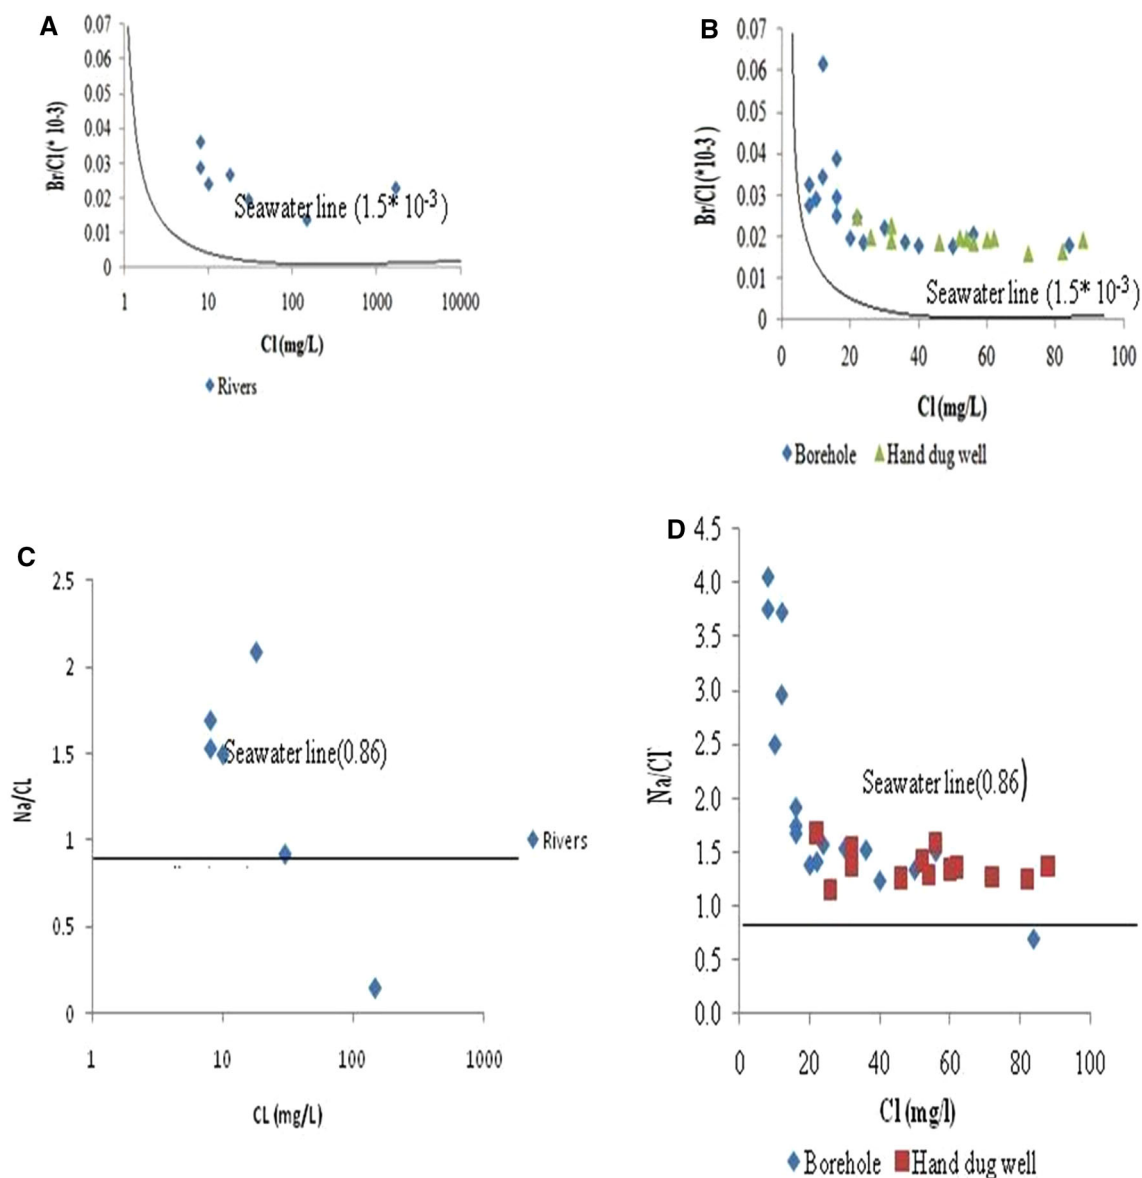 A
0.07
0.06
0.05
0.04
0.03
0.02
0.01
0
Br/Cl(* 10-3)
Seawater line (1.5* 10-3)
1 10 100 1000 10000
Cl (mg/L)
Rivers
B
0.07
0.06
0.05
0.04
0.03
0.02
0.01
0
Br/Cl (*10-3 )
Seawater line (1.5* 10-3)
0 20 40 60 80 100
Cl (mg/L)
Borehole Hand dug well
C
2.5
2
1.5
1
0.5
0
Na/CL
Seawater line(0.86)
Rivers
1 10 100 1000
CL (mg/L)
D
4.5
4.0
3.5
3.0
2.5
2.0
1.5
1.0
0.5
0.0
Na/Cl
Seawater line(0.86)
0 20 40 60 80 100
Cl (mg/l)
Borehole Hand dug well